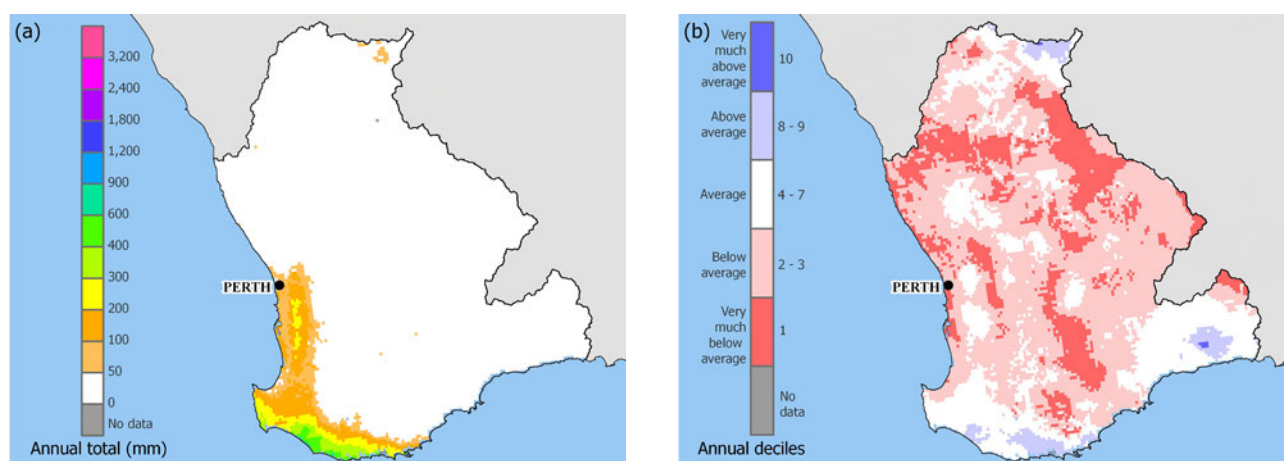 (a)
3,200
2,400
1,800
1,200
900
600
400
300
200
100
50
0
No data
Annual total (mm)
PERTH
(b)
Very
much
above
average
10
Above
average
8 - 9
Average
4 - 7
Below
average
2 - 3
Very
much
below
average
1
No
data
Annual deciles
PERTH